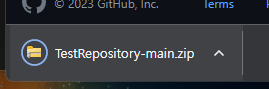 © 2023 GitHub, Inc. Terms
TestRepository-main.zip